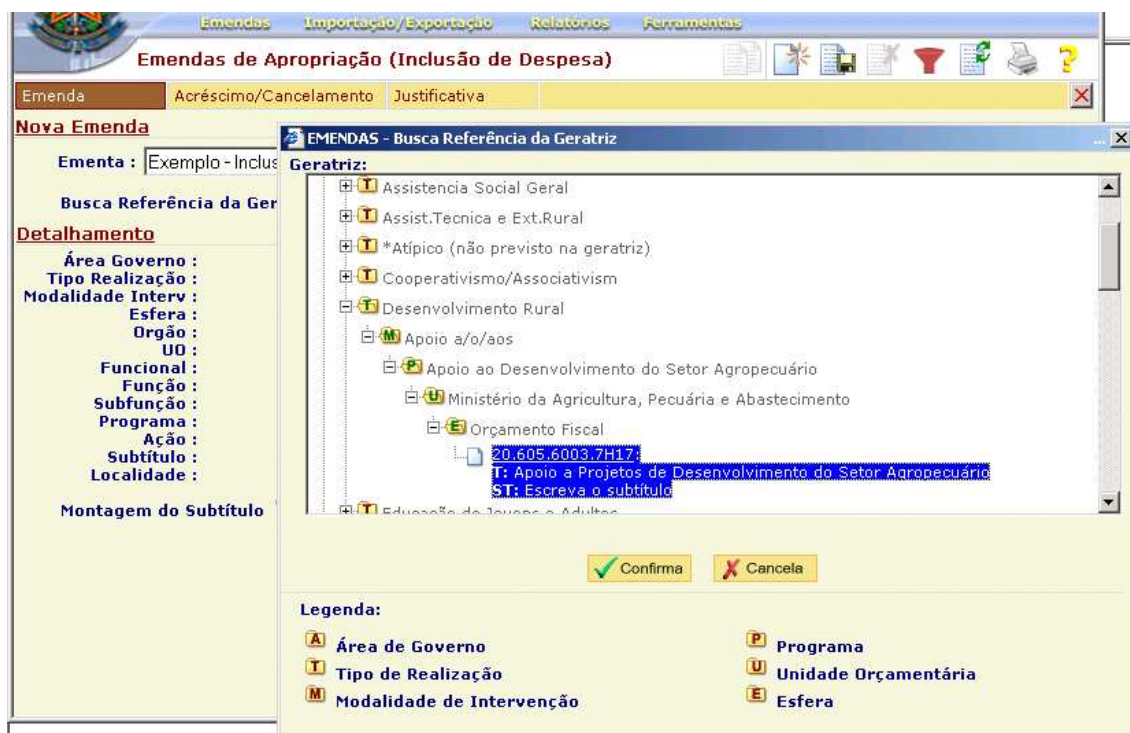 Emendas Importação/Exportação Relatórios Ferramentas
Emendas de Apropriação (Inclusão de Despesa)
Emenda Acréscimo/Cancelamento Justificativa
Nova Emenda
Ementa : Exemplo - Inclus
Busca Referência da Ger
Detalhamento
Área Governo :
Tipo Realização :
Modalidade Interv :
Esfera :
Orgão :
UO :
Funcional :
Função :
Subfunção :
Programa :
Ação :
Subtítulo :
Localidade :
Montagem do Subtítulo
EMENDAS - Busca Referência da Geratriz
Geratriz:
T Assistencia Social Geral
T Assist.Tecnica e Ext.Rural
T *Atípico (não previsto na geratriz)
T Cooperativismo/Associativism
T Desenvolvimento Rural
M Apoio a/o/aos
P Apoio ao Desenvolvimento do Setor Agropecuário
U Ministério da Agricultura, Pecuária e Abastecimento
E Orçamento Fiscal
20.605.6003.7H17:
T: Apoio a Projetos de Desenvolvimento do Setor Agropecuário
ST: Escreva o subtítulo
T Educação de Jovens e Adultos
Confirma Cancela
Legenda:
A Área de Governo
T Tipo de Realização
M Modalidade de Intervenção
P Programa
U Unidade Orçamentária
E Esfera